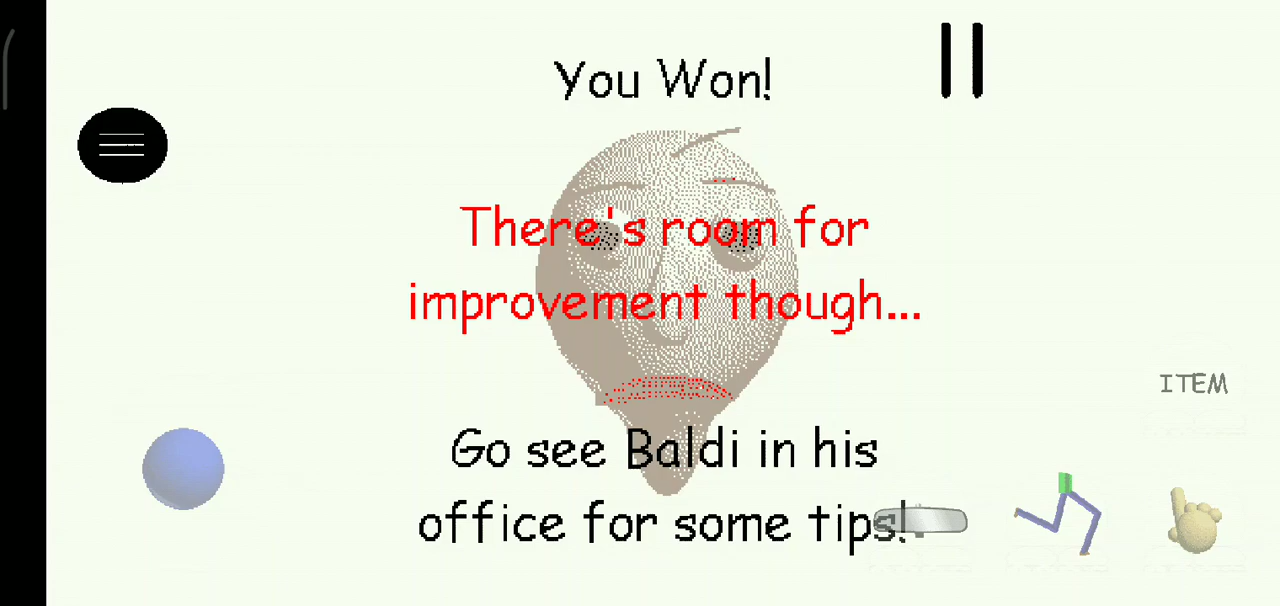 You Won!
There's room for
improvement though...
ITEM
Go see Baldi in his
office for some tips!